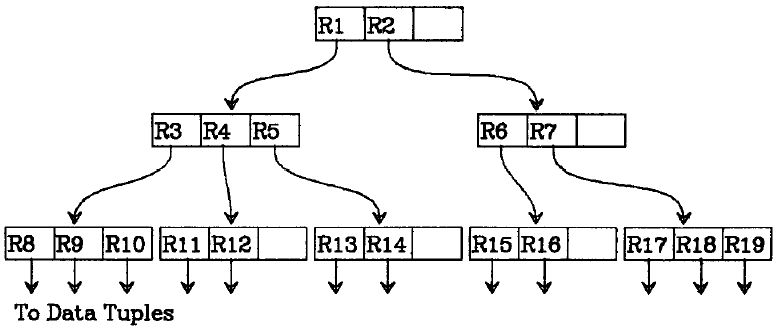 R1 R2
R3 R4 R5 R6 R7
R8 R9 R10 R11 R12 R13 R14 R15 R16 R17 R18 R19
To Data Tuples